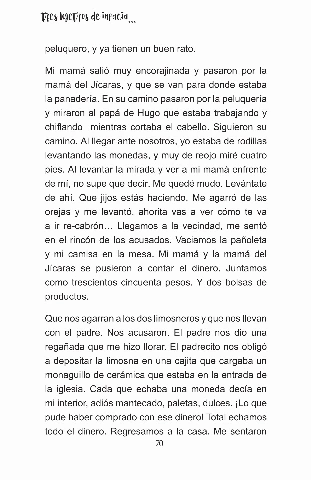 Tres lagartijos de infancia...
peluquero, y ya tienen un buen rato.
Mi mamá salió muy encorajinada y pasaron por la
mamá del Jícaras, y que se van para donde estaba
la panadería. En su camino pasaron por la peluquería
y miraron al papá de Hugo que estaba trabajando y
chiflando mientras cortaba el cabello. Siguieron su
camino. Al llegar ante nosotros, yo estaba de rodillas
levantando las monedas, y muy de reojo miré cuatro
pies. Al levantar la mirada y ver a mi mamá enfrente
de mí, no supe que decir. Me quedé mudo. Levántate
de ahí. Que jijos estás haciendo. Me agarró de las
orejas y me levantó, ahorita vas a ver cómo te va
a ir re-cabrón… Llegamos a la vecindad, me sentó
en el rincón de los acusados. Vaciamos la pañoleta
y mi camisa en la mesa. Mi mamá y la mamá del
Jícaras se pusieron a contar el dinero. Juntamos
como trescientos cincuenta pesos. Y dos bolsas de
productos.
Que nos agarran a los dos limosneros y que nos llevan
con el padre. Nos acusaron. El padre nos dio una
regañada que me hizo llorar. El padrecito nos obligó
a depositar la limosna en una cajita que cargaba un
monaguillo de cerámica que estaba en la entrada de
la iglesia. Cada que echaba una moneda decía en
mi interior, adiós mantecado, paletas, dulces. ¡Lo que
pude haber comprado con ese dinero! Total echamos
todo el dinero. Regresamos a la casa. Me sentaron
70